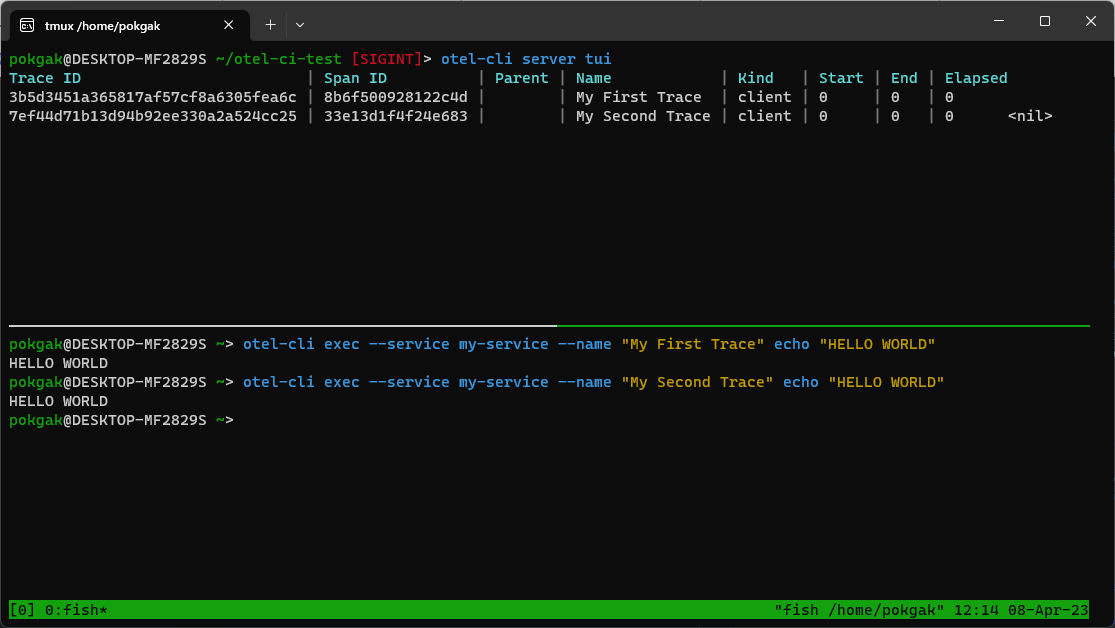 tmux /home/pokgak
pokgak@DESKTOP-MF2829S ~/otel-ci-test [SIGINT]> otel-cli server tui
Trace ID | Span ID | Parent | Name | Kind | Start | End | Elapsed
3b5d3451a365817af57cf8a6305fea6c | 8b6f500928122c4d | | My First Trace | client | 0 | 0 | 0
7ef44d71b13d94b92ee330a2a524cc25 | 33e13d1f4f24e683 | | My Second Trace | client | 0 | 0 | 0 <nil>
pokgak@DESKTOP-MF2829S ~> otel-cli exec --service my-service --name "My First Trace" echo "HELLO WORLD"
HELLO WORLD
pokgak@DESKTOP-MF2829S ~> otel-cli exec --service my-service --name "My Second Trace" echo "HELLO WORLD"
HELLO WORLD
pokgak@DESKTOP-MF2829S ~>
[0] 0:fish* "fish /home/pokgak" 12:14 08-Apr-23